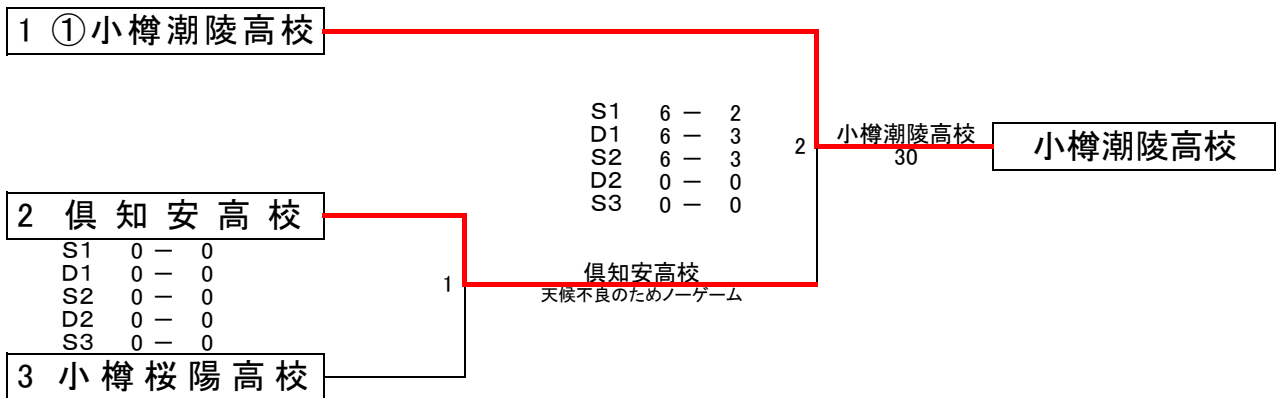 1 ①小樽潮陵高校
S1 6 － 2
D1 6 － 3
S2 6 － 3
D2 0 － 0
S3 0 － 0
2
小樽潮陵高校
30
小樽潮陵高校
2 倶知安高校
S1 0 － 0
D1 0 － 0
S2 0 － 0
D2 0 － 0
S3 0 － 0
1
倶知安高校
天候不良のためノーゲーム
3 小樽桜陽高校